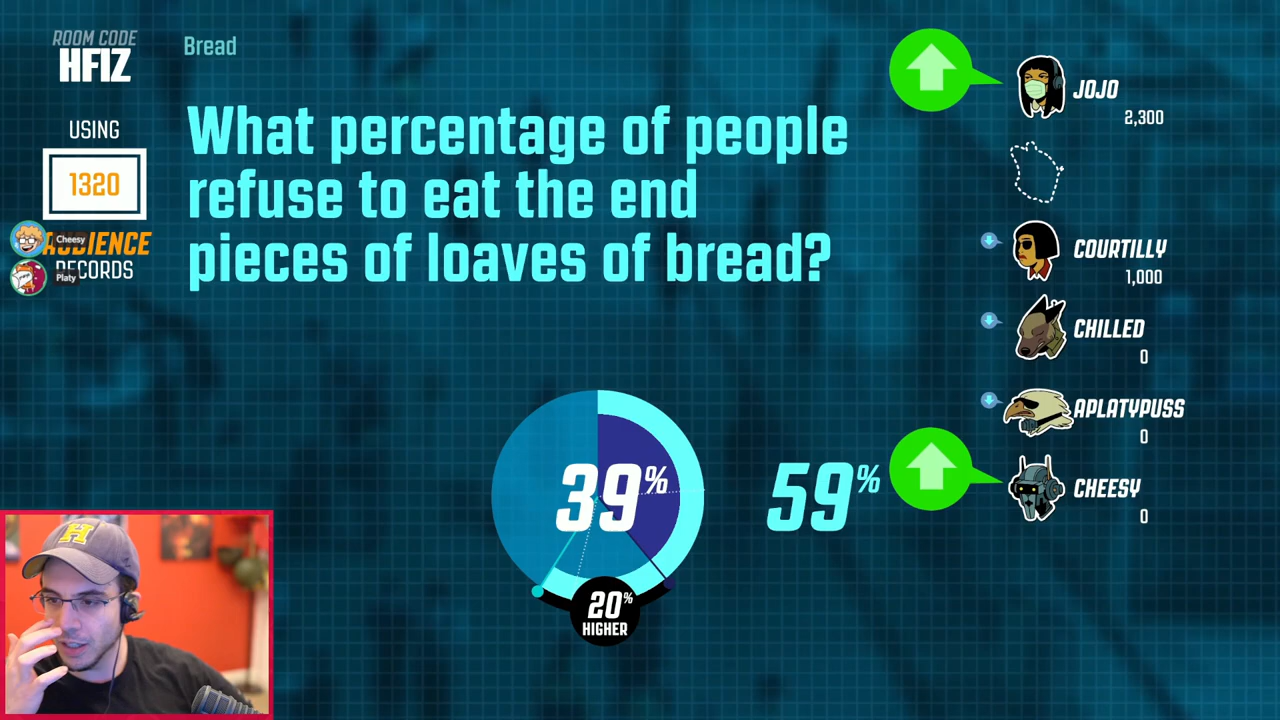 ROOM CODE
HFIZ
USING
1320
AUDIENCE
RECORDS
Cheesy
Platy
Bread
What percentage of people
refuse to eat the end
pieces of loaves of bread?
39%
59%
20%
HIGHER
JOJO
2,300
COURTILLY
1,000
CHILLED
0
APLATYPUSS
0
CHEESY
0
H